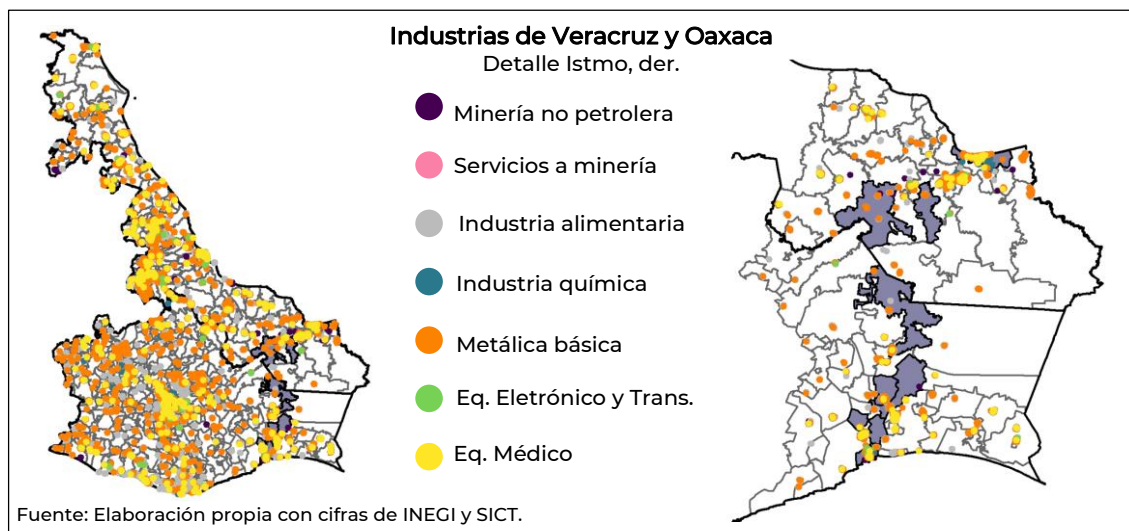 Industrias de Veracruz y Oaxaca
Detalle Istmo, der.
Minería no petrolera
Servicios a minería
Industria alimentaria
Industria química
Metálica básica
Eq. Eletrónico y Trans.
Eq. Médico
Fuente: Elaboración propia con cifras de INEGI y SICT.